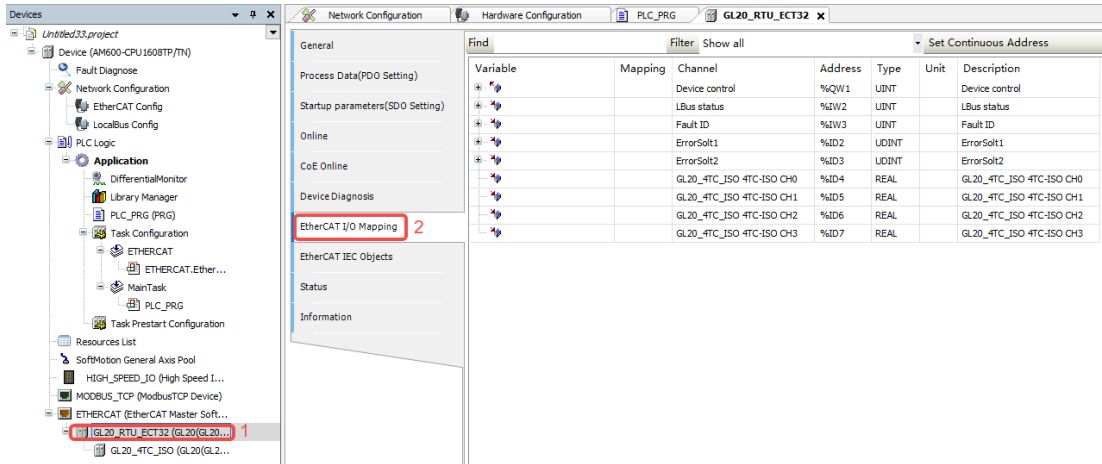 Devices
Untitled33.project
Device (AM600-CPU1608TP/TN)
Fault Diagnose
Network Configuration
EtherCAT Config
LocalBus Config
PLC Logic
Application
DifferentialMonitor
Library Manager
PLC_PRG (PRG)
Task Configuration
ETHERCAT
ETHERCAT.Ether...
MainTask
PLC_PRG
Task Prestart Configuration
Resources List
SoftMotion General Axis Pool
HIGH_SPEED_IO (High Speed I...
MODBUS_TCP (ModbusTCP Device)
ETHERCAT (EtherCAT Master Soft...
GL20_RTU_ECT32 (GL20(GL20... 1
GL20_4TC_ISO (GL20(GL2...
Network Configuration Hardware Configuration PLC_PRG GL20_RTU_ECT32
General
Process Data(PDO Setting)
Startup parameters(SDO Setting)
Online
CoE Online
Device Diagnosis
EtherCAT I/O Mapping 2
EtherCAT IEC Objects
Status
Information
Find Filter Show all Set Continuous Address
Variable Mapping Channel Address Type Unit Description
Device control %QW1 UINT Device control
LBus status %IW2 UINT LBus status
Fault ID %IW3 UINT Fault ID
ErrorSolt1 %ID2 UDINT ErrorSolt1
ErrorSolt2 %ID3 UDINT ErrorSolt2
GL20_4TC_ISO 4TC-ISO CH0 %ID4 REAL GL20_4TC_ISO 4TC-ISO CH0
GL20_4TC_ISO 4TC-ISO CH1 %ID5 REAL GL20_4TC_ISO 4TC-ISO CH1
GL20_4TC_ISO 4TC-ISO CH2 %ID6 REAL GL20_4TC_ISO 4TC-ISO CH2
GL20_4TC_ISO 4TC-ISO CH3 %ID7 REAL GL20_4TC_ISO 4TC-ISO CH3